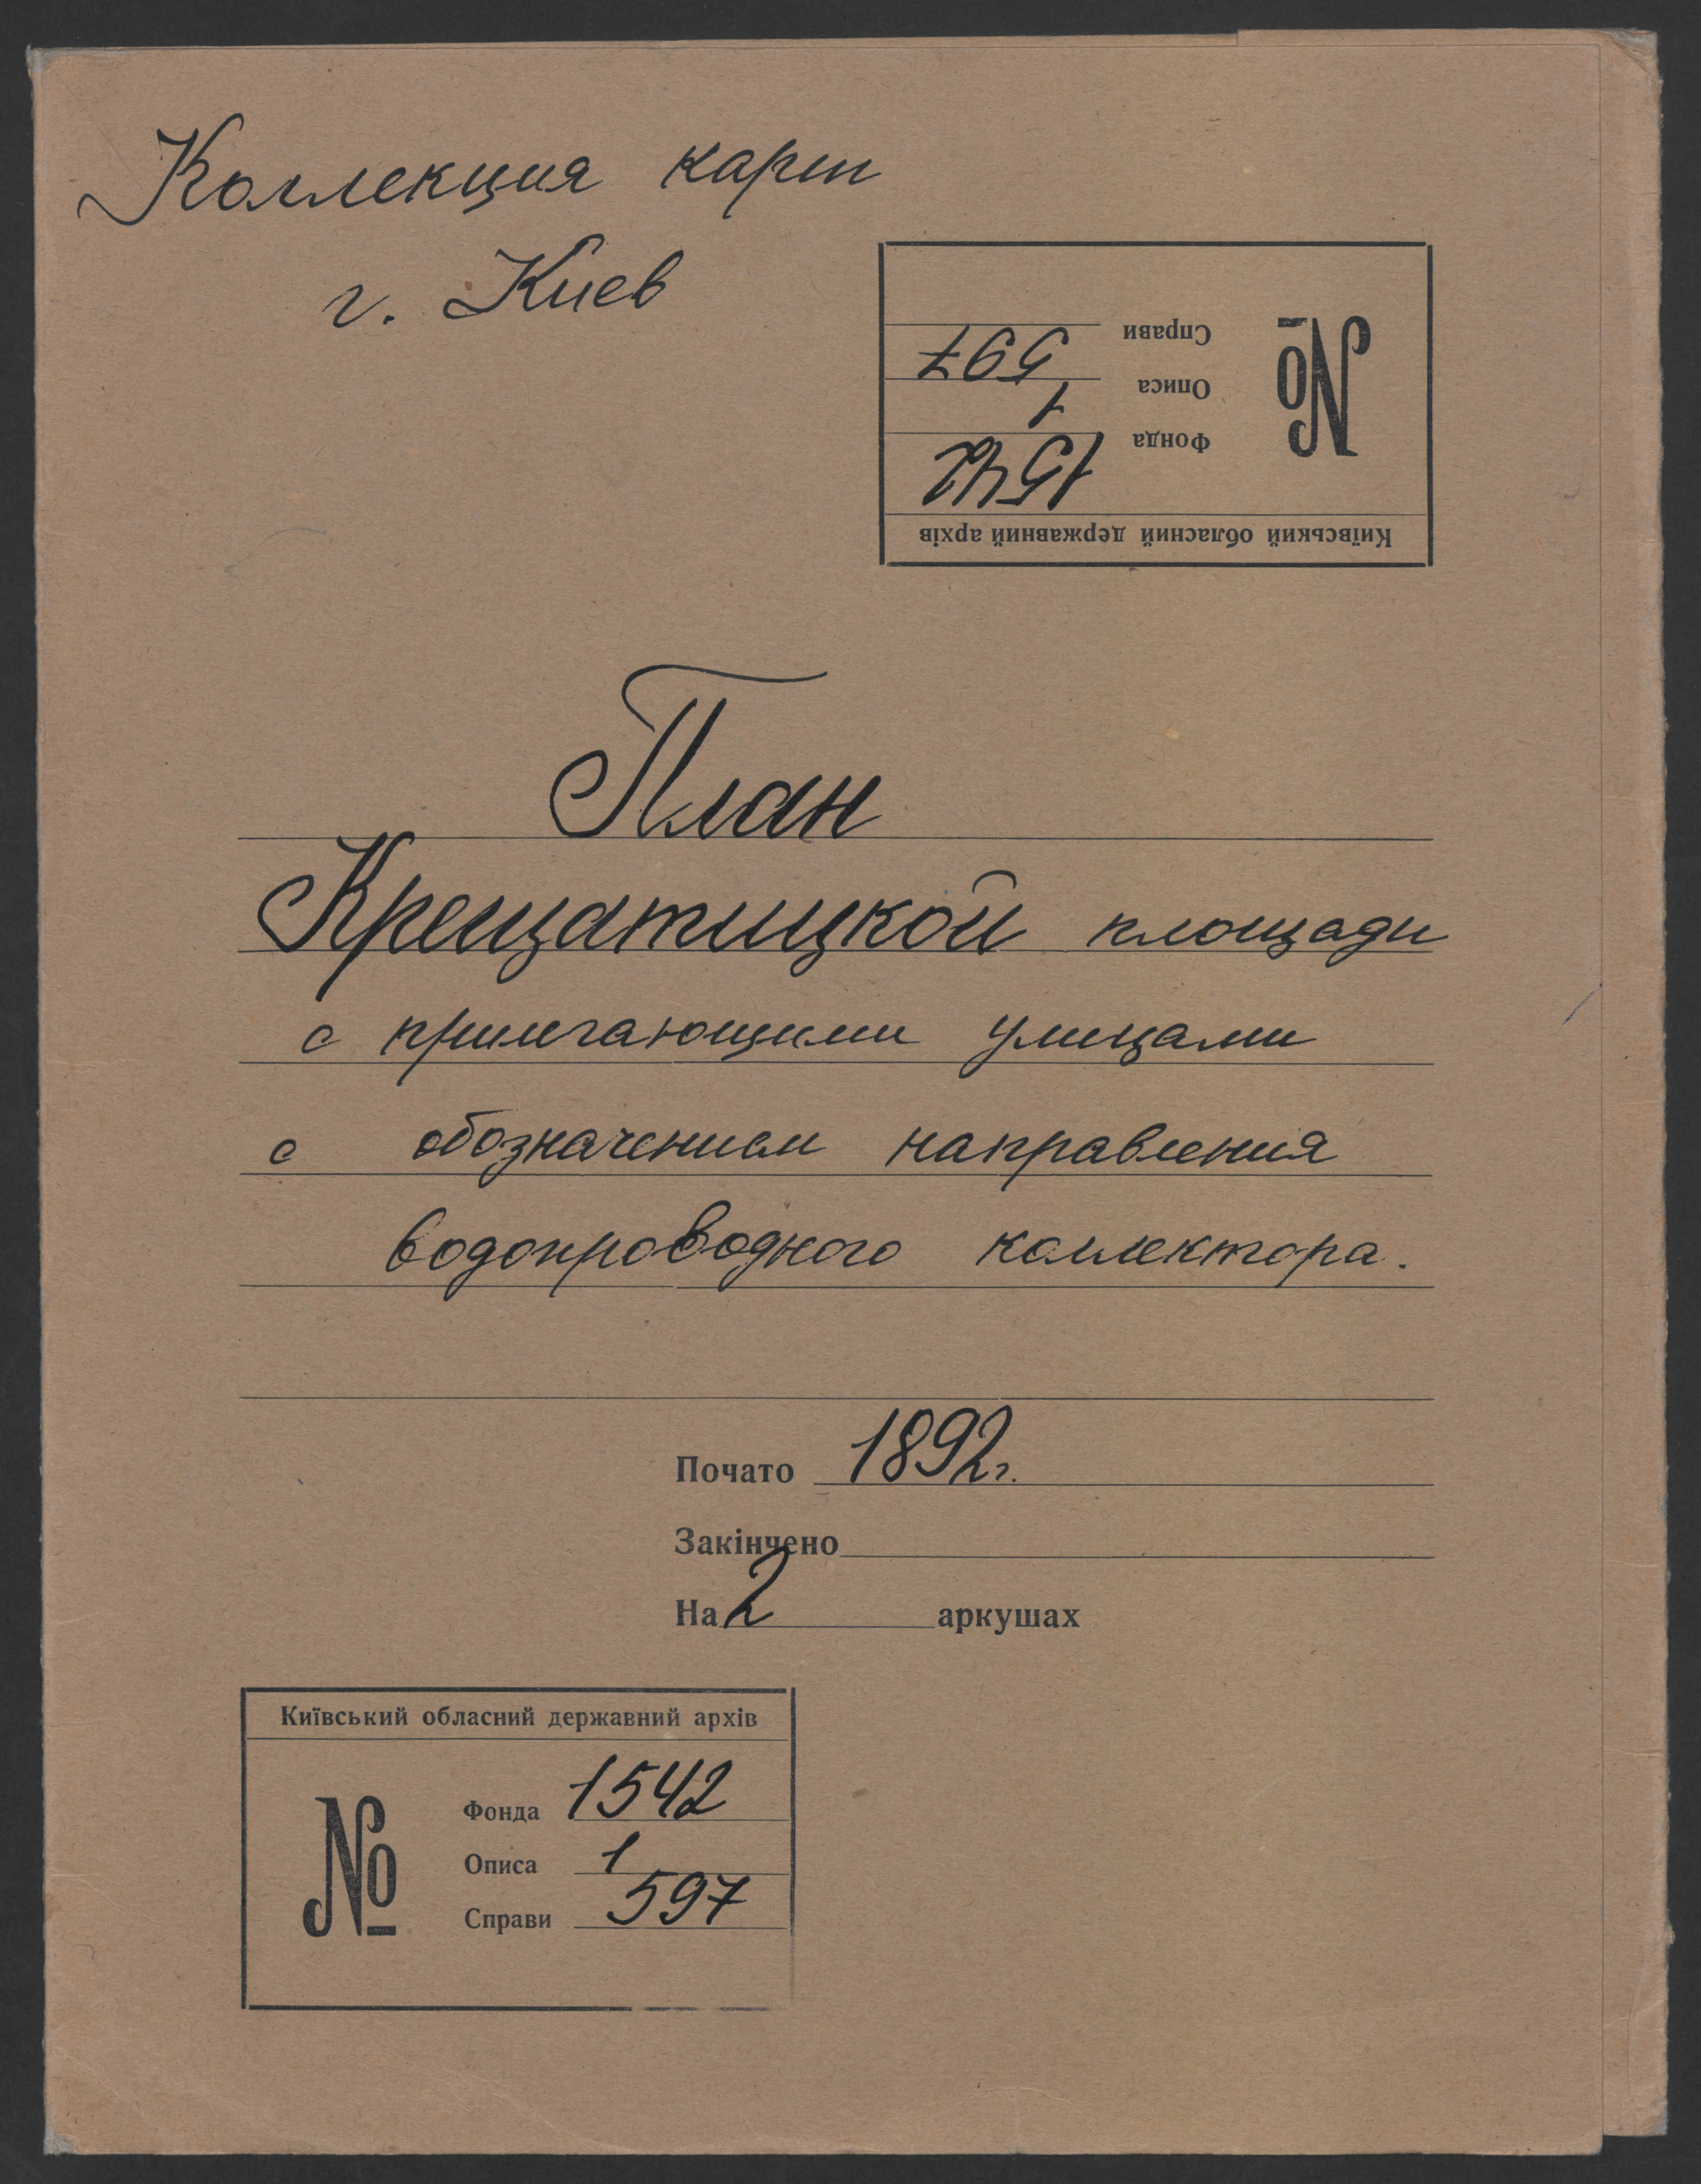 Коллекция карт
г. Киев
Київський обласний державний архів
№
Фонда 1542
Описа 1
Справи 597
План
Крещатицкой площади
с прилегающими улицами
с обозначением направления
водопроводного коллектора.
Почато 1892 г.
Закінчено
На 2 аркушах
Київський обласний державний архів
№
Фонда 1542
Описа 1
Справи 597